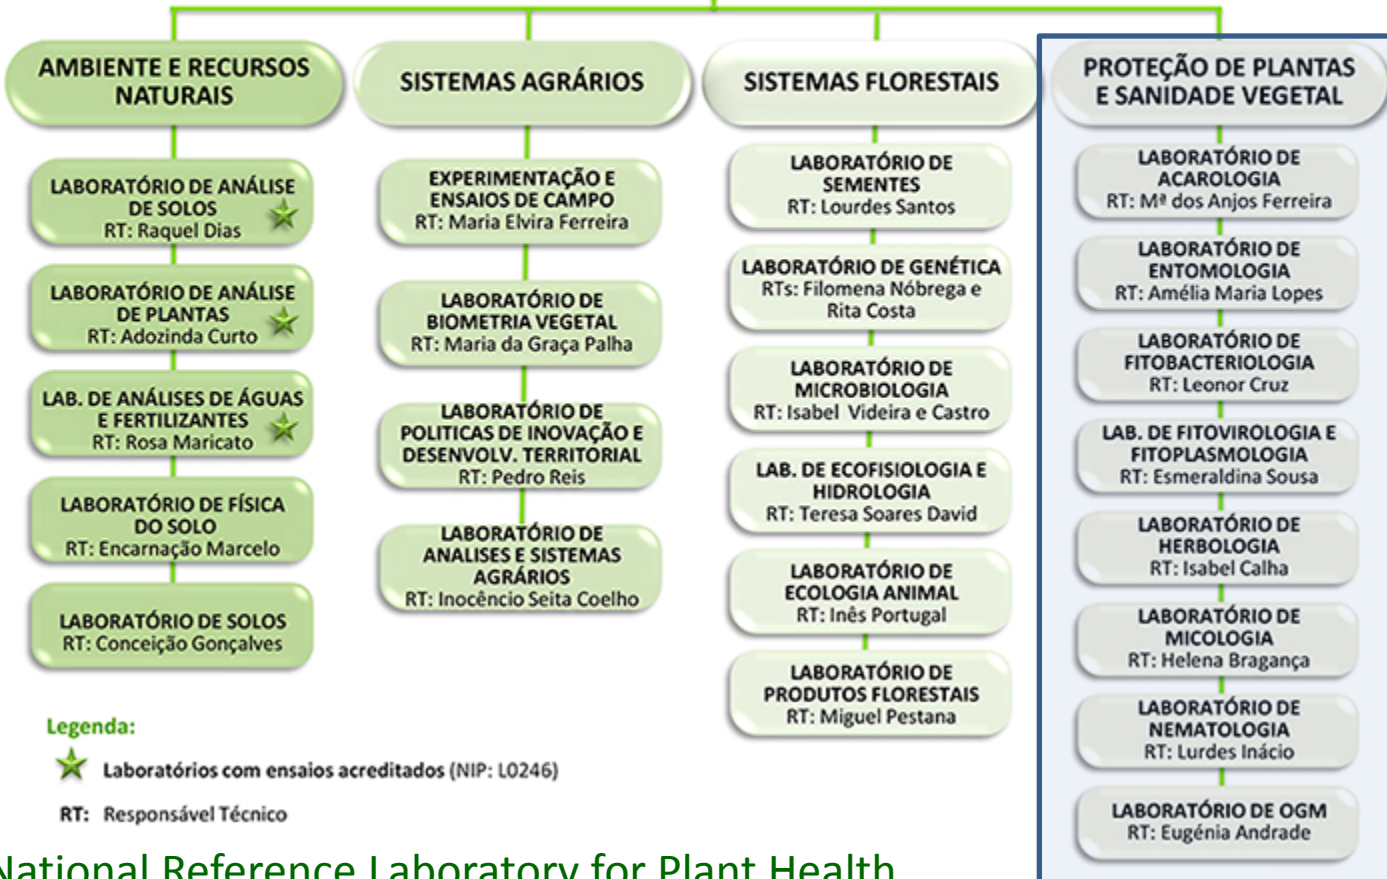 AMBIENTE E RECURSOS
NATURAIS
LABORATÓRIO DE ANÁLISE
DE SOLOS
RT: Raquel Dias
LABORATÓRIO DE ANÁLISE
DE PLANTAS
RT: Adozinda Curto
LAB. DE ANÁLISES DE ÁGUAS
E FERTILIZANTES
RT: Rosa Maricato
LABORATÓRIO DE FÍSICA
DO SOLO
RT: Encarnação Marcelo
LABORATÓRIO DE SOLOS
RT: Conceição Gonçalves
SISTEMAS AGRÁRIOS
EXPERIMENTAÇÃO E
ENSAIOS DE CAMPO
RT: Maria Elvira Ferreira
LABORATÓRIO DE
BIOMETRIA VEGETAL
RT: Maria da Graça Palha
LABORATÓRIO DE
POLITICAS DE INOVAÇÃO E
DESENVOLV. TERRITORIAL
RT: Pedro Reis
LABORATÓRIO DE
ANALISES E SISTEMAS
AGRÁRIOS
RT: Inocêncio Seita Coelho
SISTEMAS FLORESTAIS
LABORATÓRIO DE
SEMENTES
RT: Lourdes Santos
LABORATÓRIO DE GENÉTICA
RTs: Filomena Nóbrega e
Rita Costa
LABORATÓRIO DE
MICROBIOLOGIA
RT: Isabel Videira e Castro
LAB. DE ECOFISIOLOGIA E
HIDROLOGIA
RT: Teresa Soares David
LABORATÓRIO DE
ECOLOGIA ANIMAL
RT: Inês Portugal
LABORATÓRIO DE
PRODUTOS FLORESTAIS
RT: Miguel Pestana
PROTEÇÃO DE PLANTAS
E SANIDADE VEGETAL
LABORATÓRIO DE
ACAROLOGIA
RT: Mª dos Anjos Ferreira
LABORATÓRIO DE
ENTOMOLOGIA
RT: Amélia Maria Lopes
LABORATÓRIO DE
FITOBACTERIOLOGIA
RT: Leonor Cruz
LAB. DE FITOVIROLOGIA E
FITOPLASMOLOGIA
RT: Esmeraldina Sousa
LABORATÓRIO DE
HERBOLOGIA
RT: Isabel Calha
LABORATÓRIO DE
MICOLOGIA
RT: Helena Bragança
LABORATÓRIO DE
NEMATOLOGIA
RT: Lurdes Inácio
LABORATÓRIO DE OGM
RT: Eugénia Andrade
Legenda:
Laboratórios com ensaios acreditados (NIP: L0246)
RT: Responsável Técnico
National Reference Laboratory for Plant Health